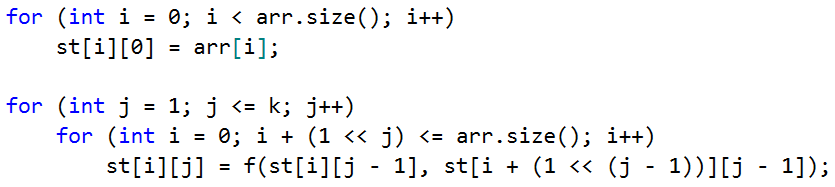 for (int i = 0; i < arr.size(); i++)
    st[i][0] = arr[i];

for (int j = 1; j <= k; j++)
    for (int i = 0; i + (1 << j) <= arr.size(); i++)
        st[i][j] = f(st[i][j - 1], st[i + (1 << (j - 1))][j - 1]);